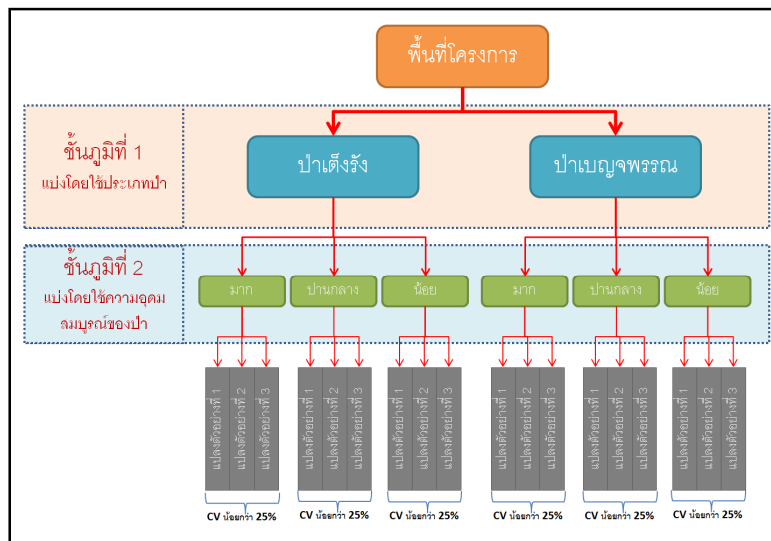 พื้นที่โครงการ
ชั้นภูมิที่ 1
แบ่งโดยใช้ประเภทป่า
ป่าเต็งรัง
ป่าเบญจพรรณ
ชั้นภูมิที่ 2
แบ่งโดยใช้ความอุดม
สมบูรณ์ของป่า
มาก
ปานกลาง
น้อย
มาก
ปานกลาง
น้อย
แปลงตัวอย่างที่ 1
แปลงตัวอย่างที่ 2
แปลงตัวอย่างที่ 3
แปลงตัวอย่างที่ 1
แปลงตัวอย่างที่ 2
แปลงตัวอย่างที่ 3
แปลงตัวอย่างที่ 1
แปลงตัวอย่างที่ 2
แปลงตัวอย่างที่ 3
แปลงตัวอย่างที่ 1
แปลงตัวอย่างที่ 2
แปลงตัวอย่างที่ 3
แปลงตัวอย่างที่ 1
แปลงตัวอย่างที่ 2
แปลงตัวอย่างที่ 3
แปลงตัวอย่างที่ 1
แปลงตัวอย่างที่ 2
แปลงตัวอย่างที่ 3
CV น้อยกว่า 25%
CV น้อยกว่า 25%
CV น้อยกว่า 25%
CV น้อยกว่า 25%
CV น้อยกว่า 25%
CV น้อยกว่า 25%